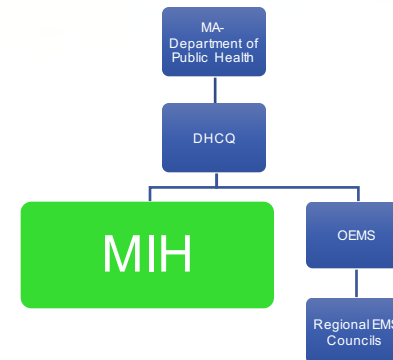 MA-
Department of
Public Health
DHCQ
MIH
OEMS
Regional EMS
Councils